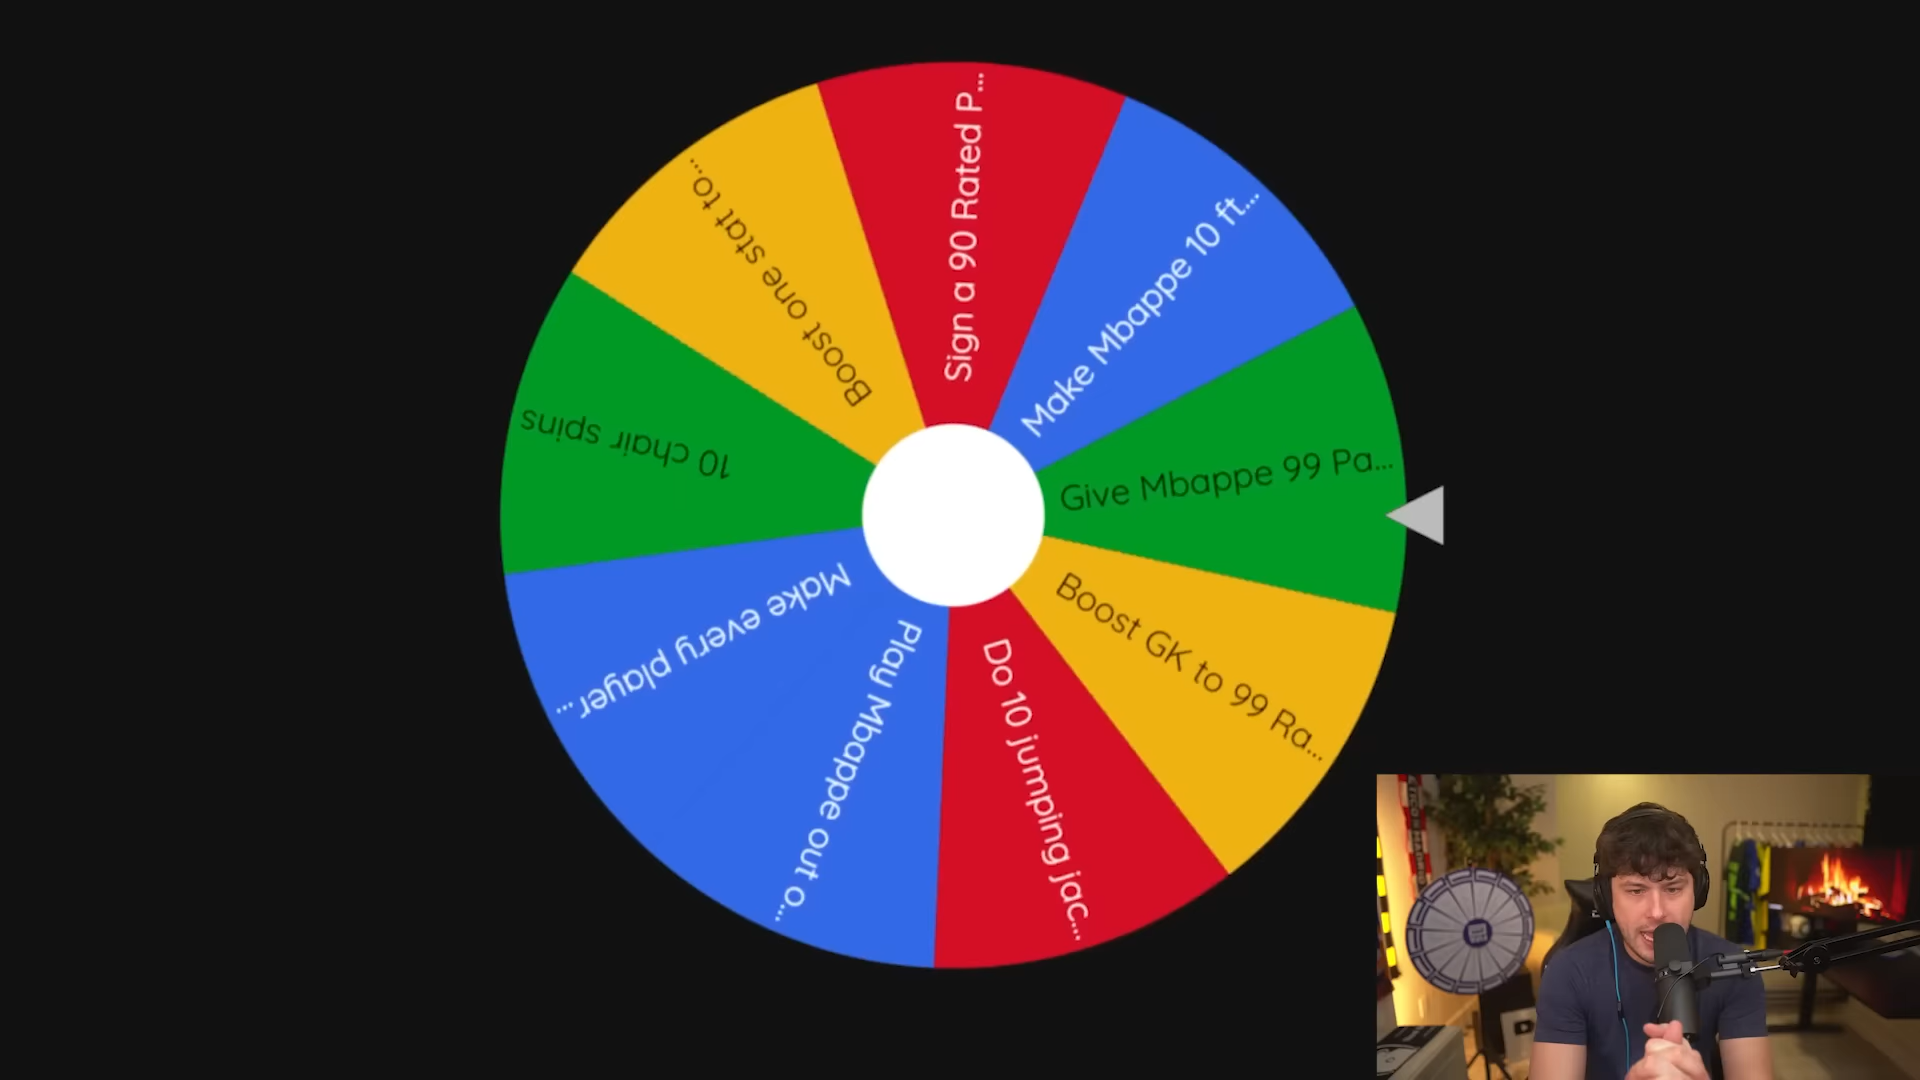 Sign a 90 Rated P...
Make Mbappe 10 ft...
Give Mbappe 99 Pa...
Boost GK to 99 Ra...
Do 10 jumping jac...
Play Mbappe out o...
Make every player...
10 chair spins
Boost one stat to...